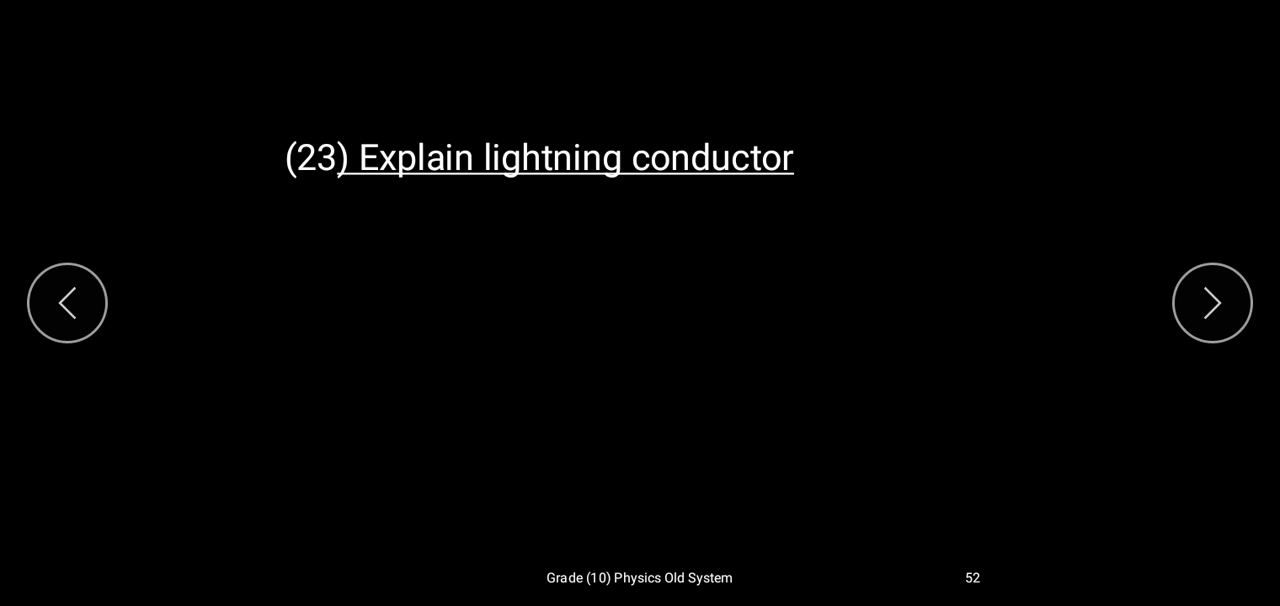 (23) Explain lightning conductor
Grade (10) Physics Old System
52